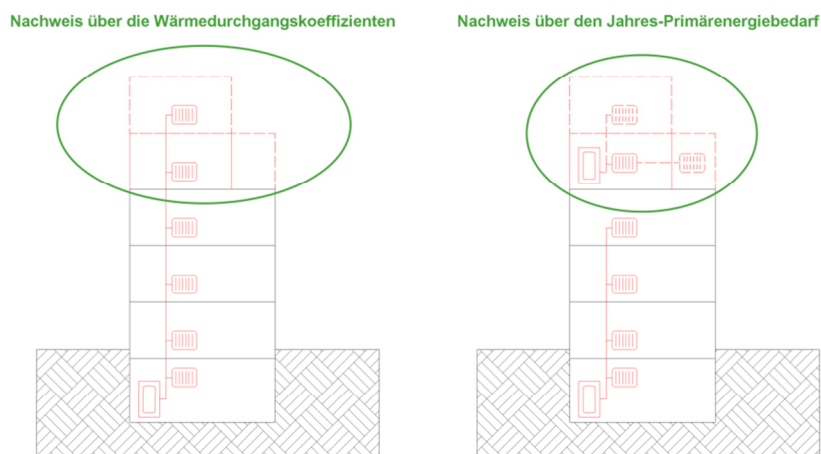 Nachweis über die Wärmedurchgangskoeffizienten
Nachweis über den Jahres-Primärenergiebedarf